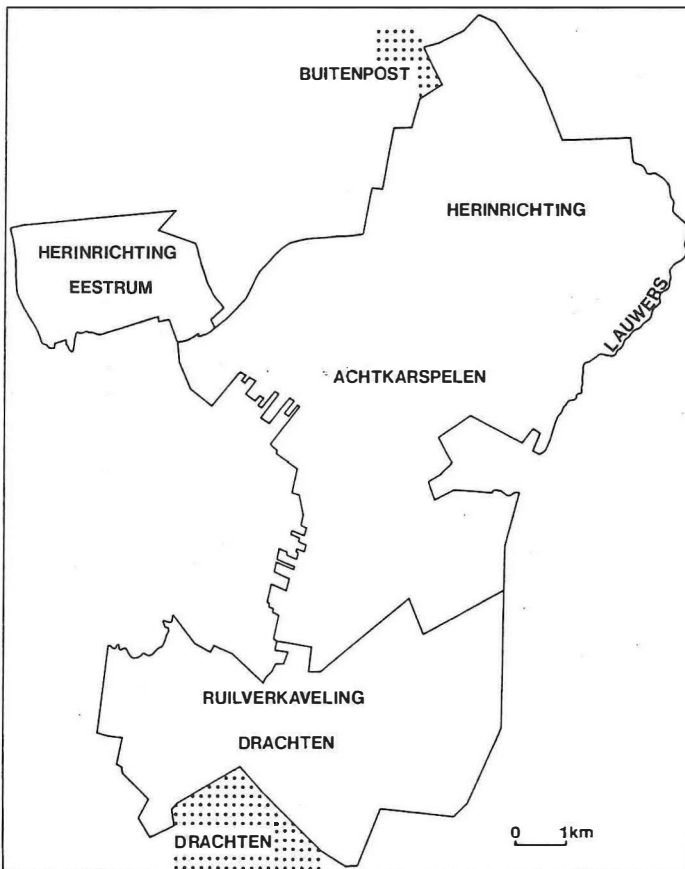 BUITENPOST
HERINRICHTING
HERINRICHTING
EESTRUM
LAUWERS
ACHTKARSPELEN
RUILVERKAVELING
DRACHTEN
DRACHTEN
0 1km